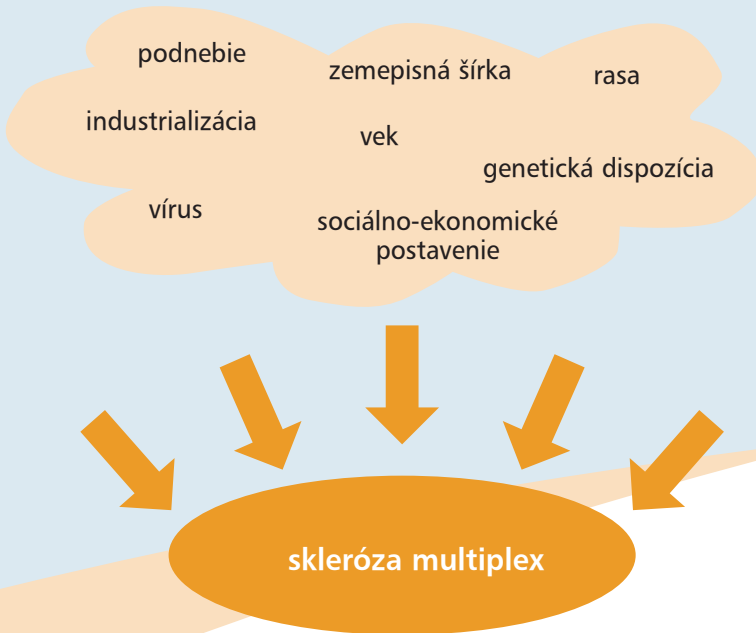 podnebie
zemepisná šírka
rasa
industrializácia
vek
genetická dispozícia
vírus
sociálno-ekonomické
postavenie
skleróza multiplex